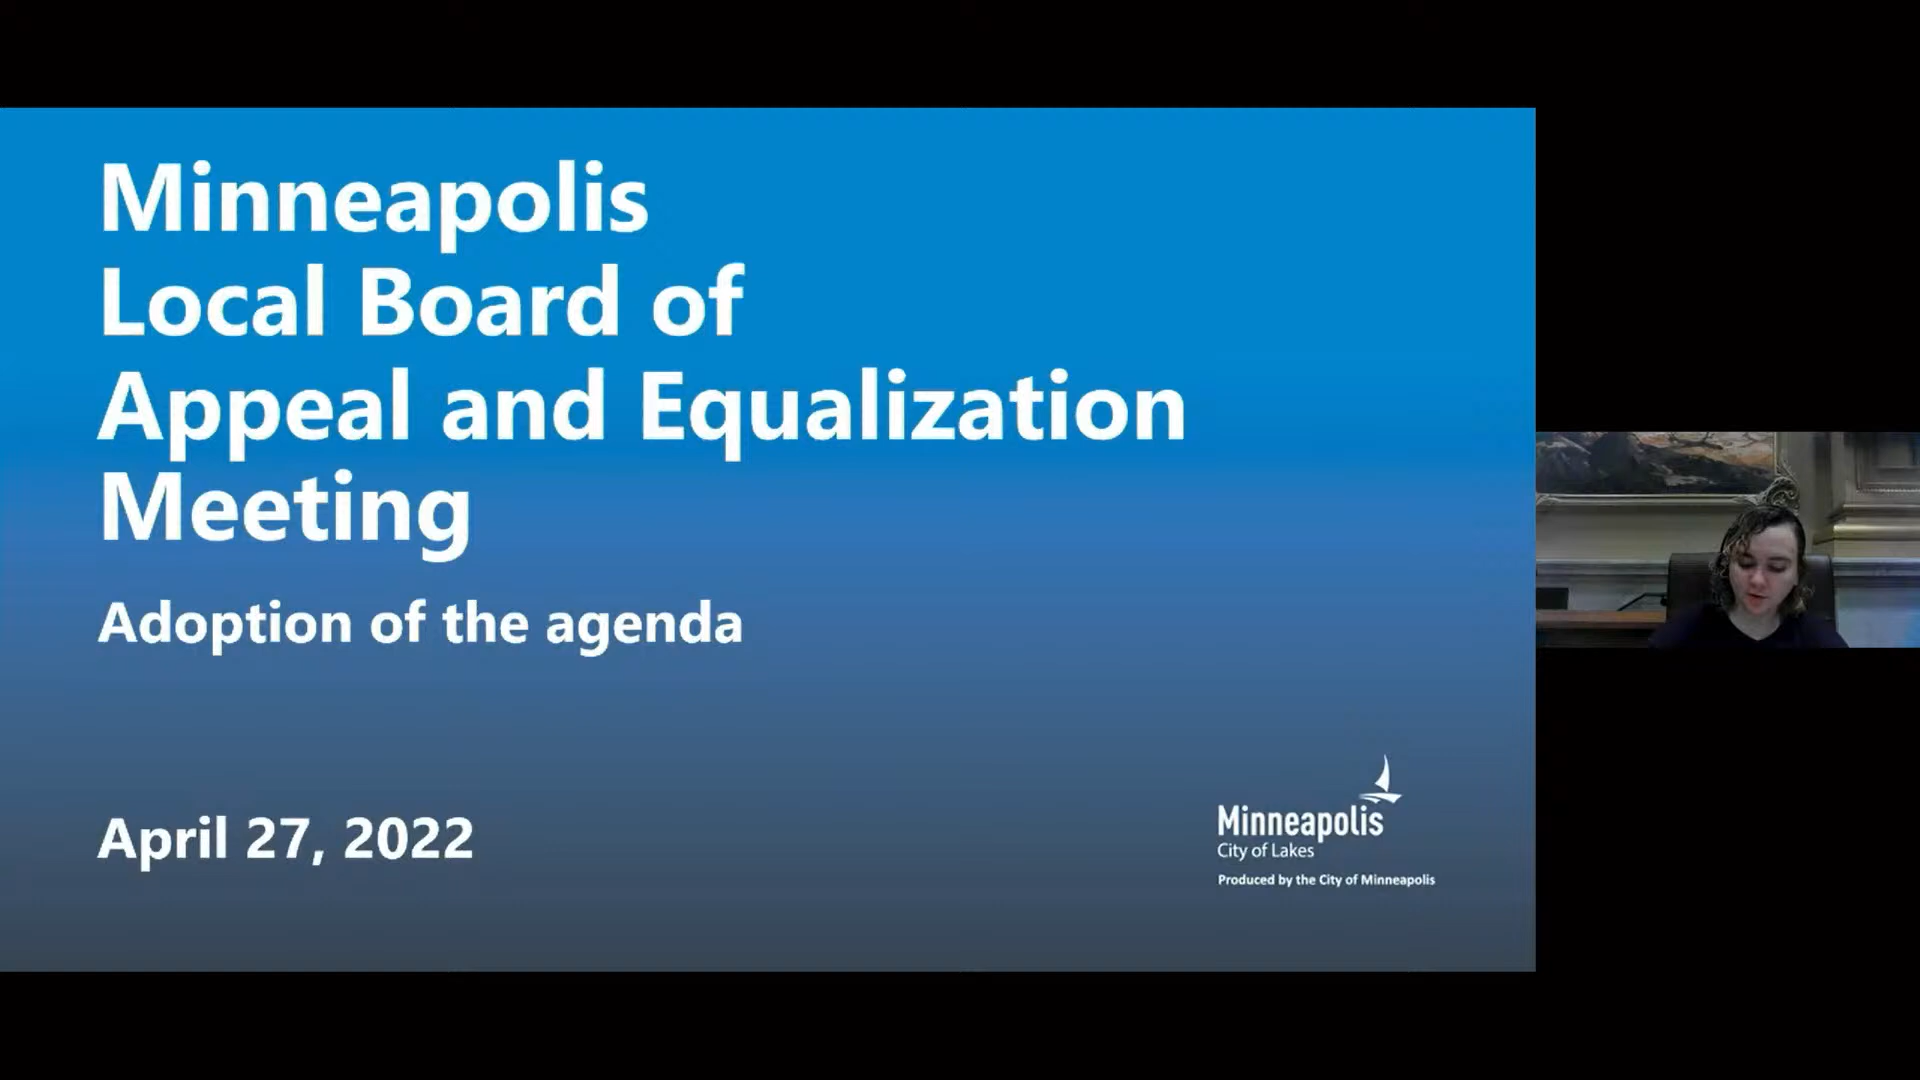 Minneapolis
Local Board of
Appeal and Equalization
Meeting
Adoption of the agenda
April 27, 2022
Minneapolis
City of Lakes
Produced by the City of Minneapolis